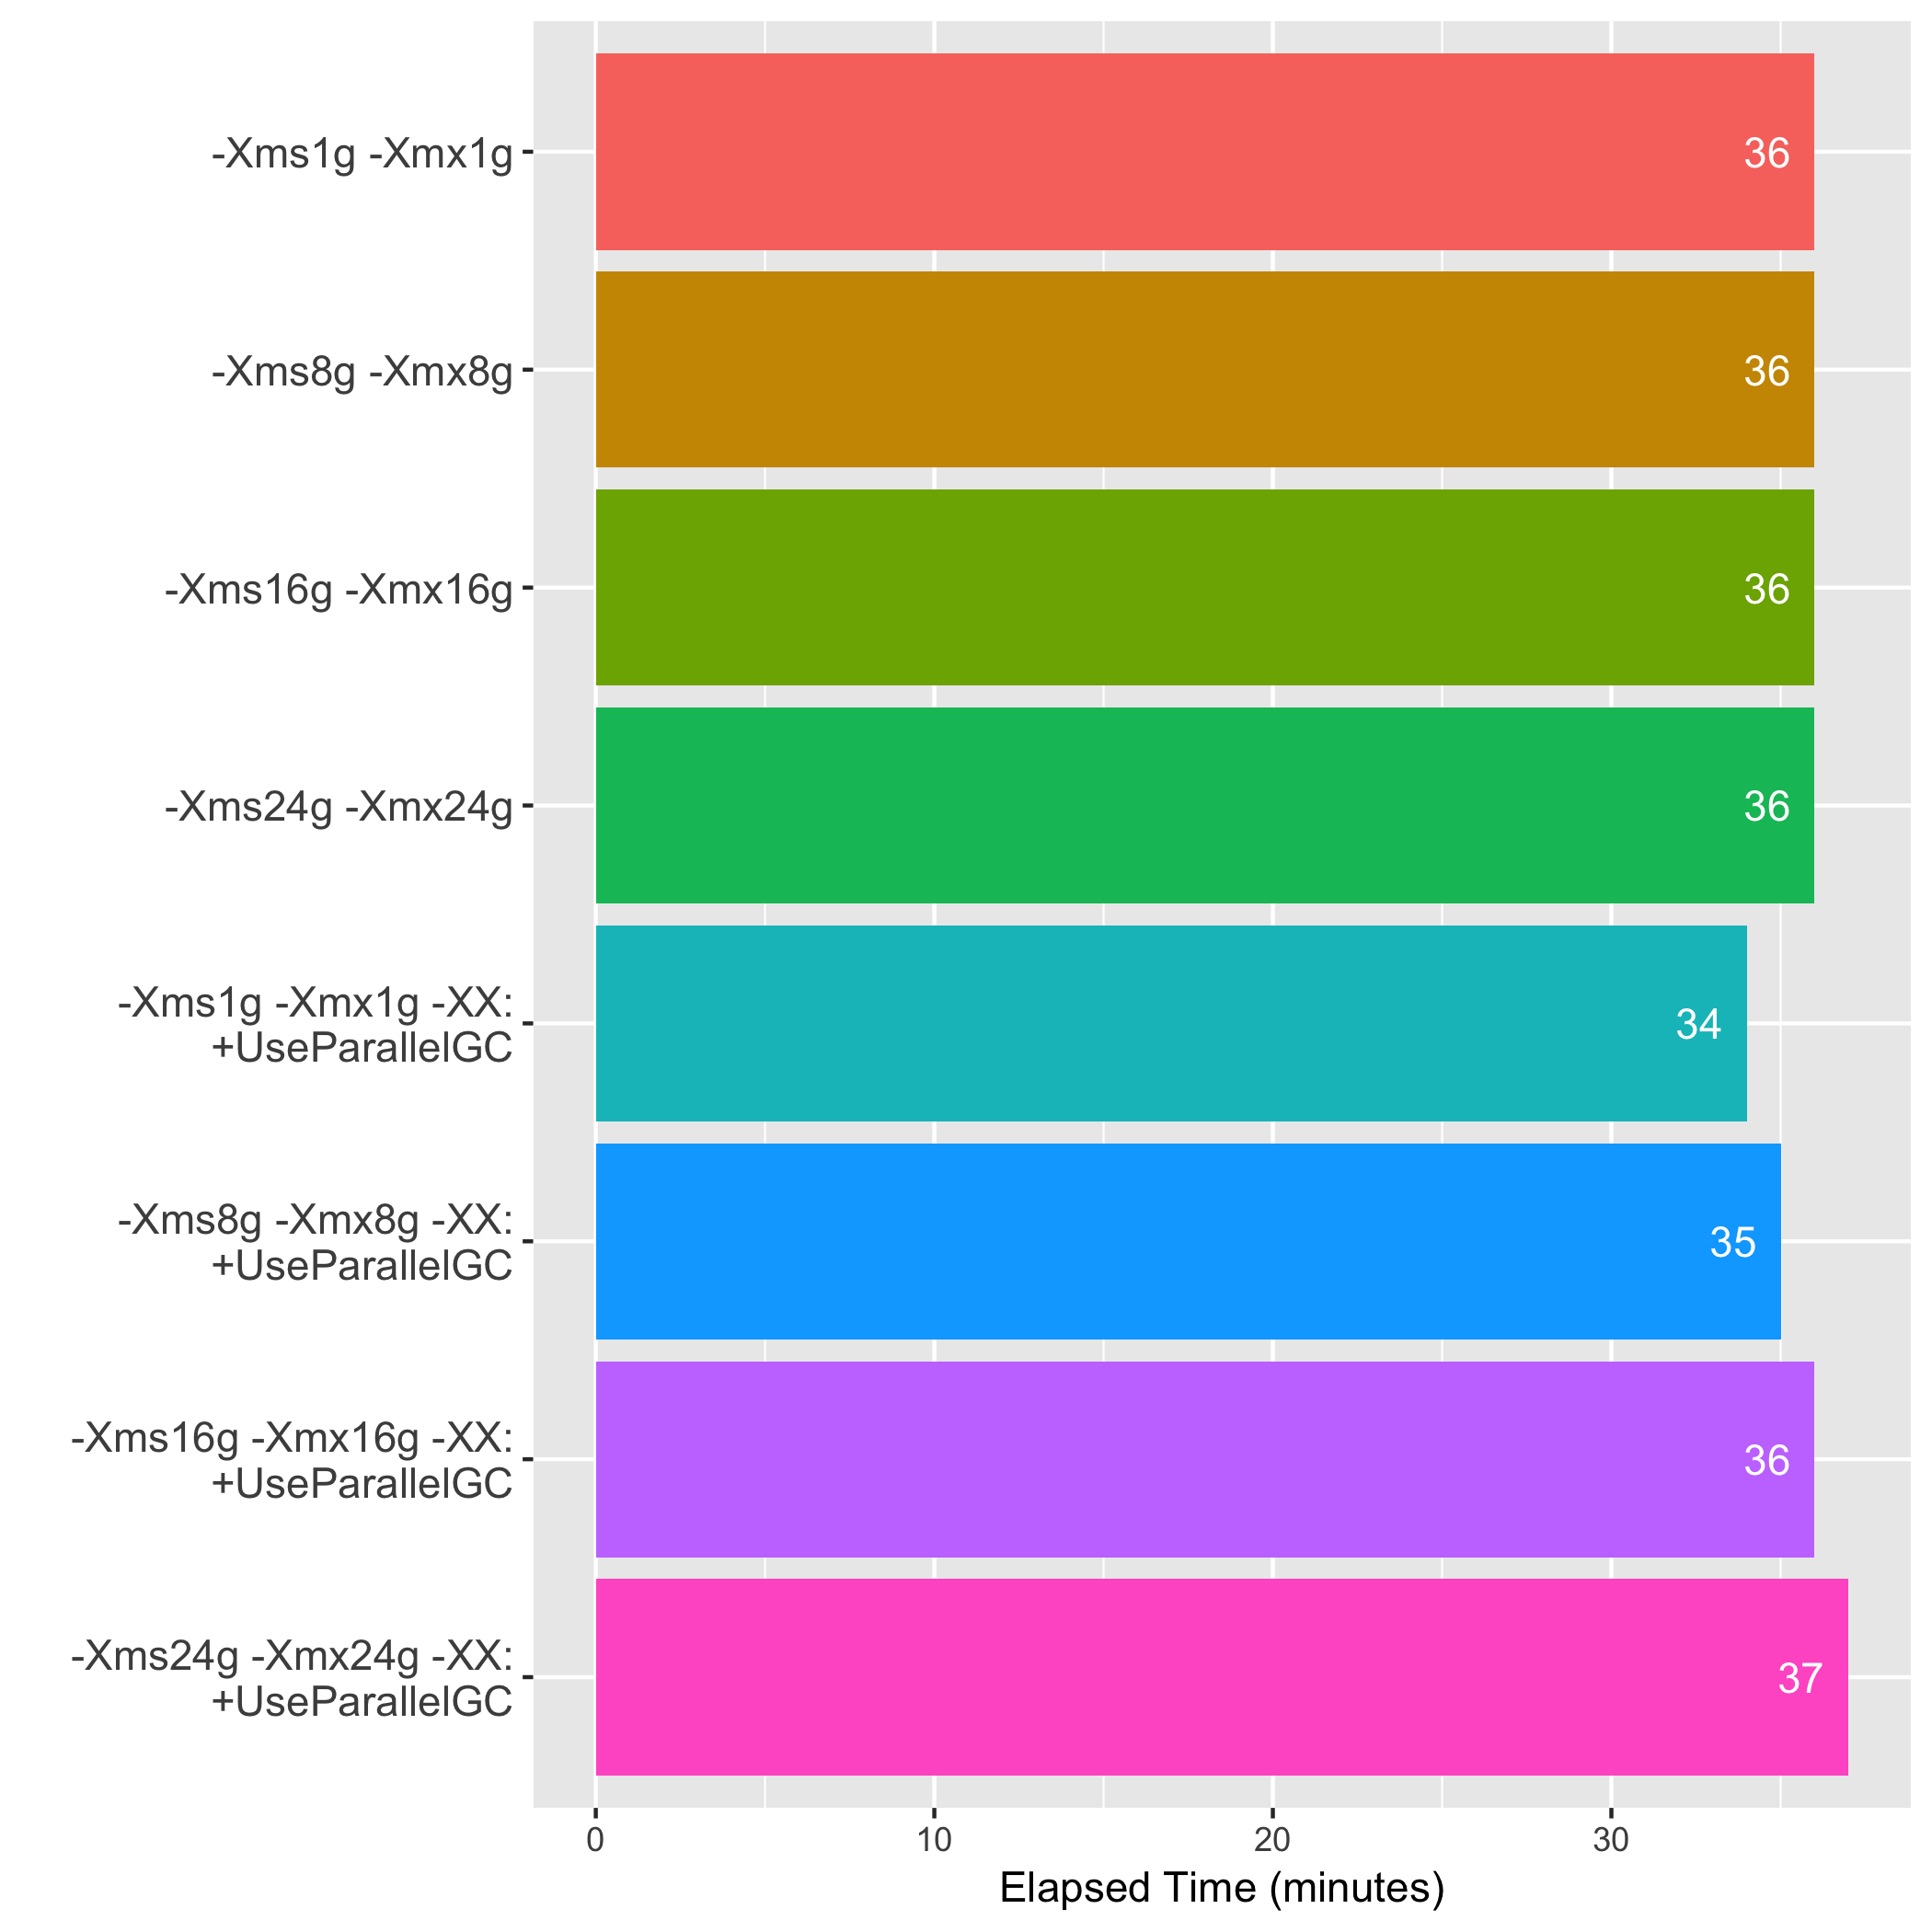 -Xms1g -Xmx1g
36
-Xms8g -Xmx8g
36
-Xms16g -Xmx16g
36
-Xms24g -Xmx24g
36
-Xms1g -Xmx1g -XX:
+UseParallelGC
34
-Xms8g -Xmx8g -XX:
+UseParallelGC
35
-Xms16g -Xmx16g -XX:
+UseParallelGC
36
-Xms24g -Xmx24g -XX:
+UseParallelGC
37
0 10 20 30
Elapsed Time (minutes)